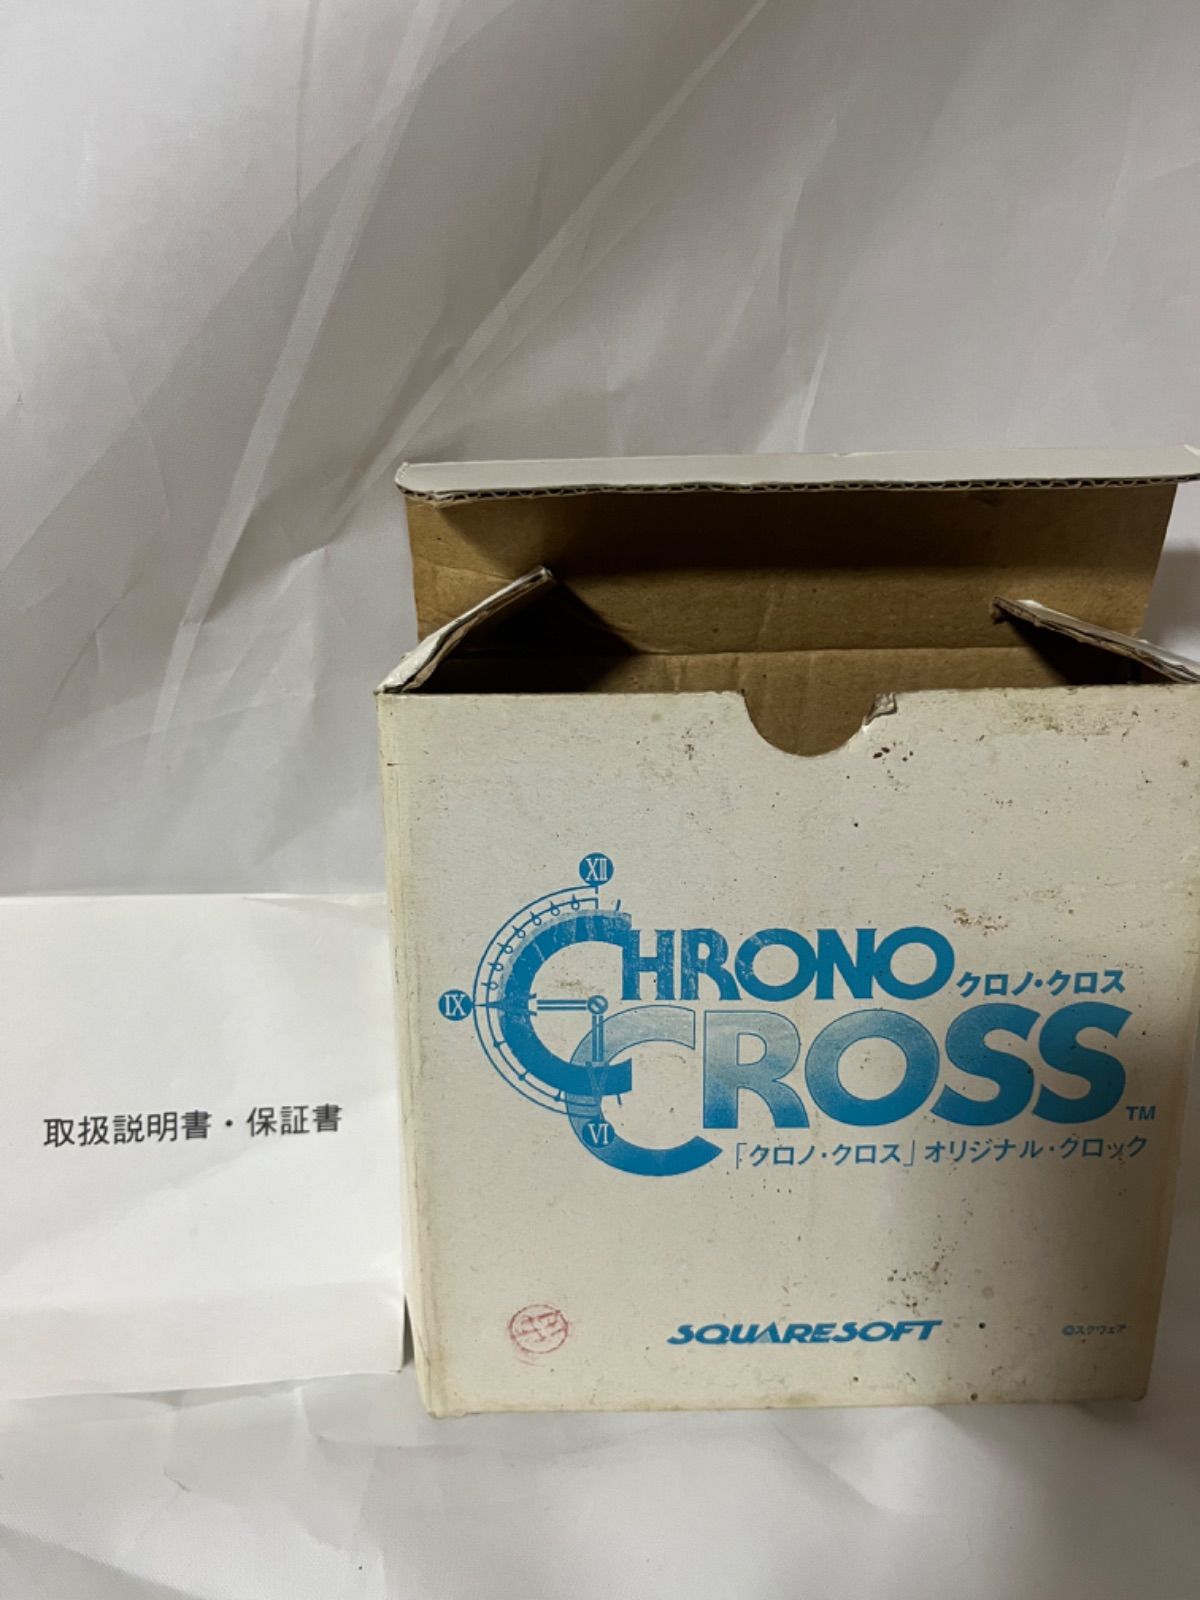 XII
CHRONO
クロノ・クロス
IX
CROSS
TM
VI
「クロノ・クロス」オリジナル・クロック
取扱説明書・保証書
SQUARESOFT
©スクウェア